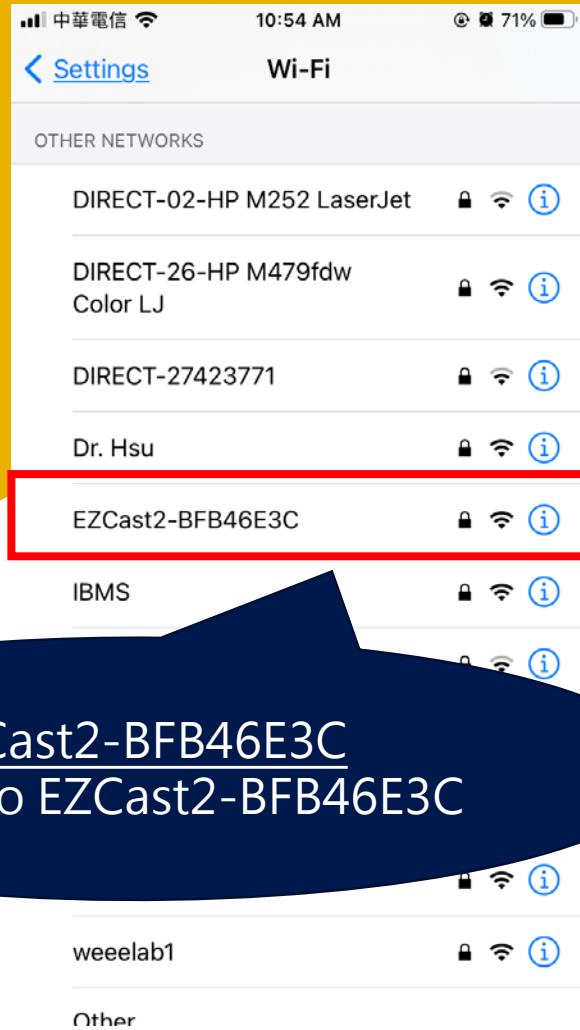 中華電信 10:54 AM 71%
Settings Wi-Fi
OTHER NETWORKS
DIRECT-02-HP M252 LaserJet
DIRECT-26-HP M479fdw
Color LJ
DIRECT-27423771
Dr. Hsu
EZCast2-BFB46E3C
IBMS
Cast2-BFB46E3C
o EZCast2-BFB46E3C
weeelab1
Other